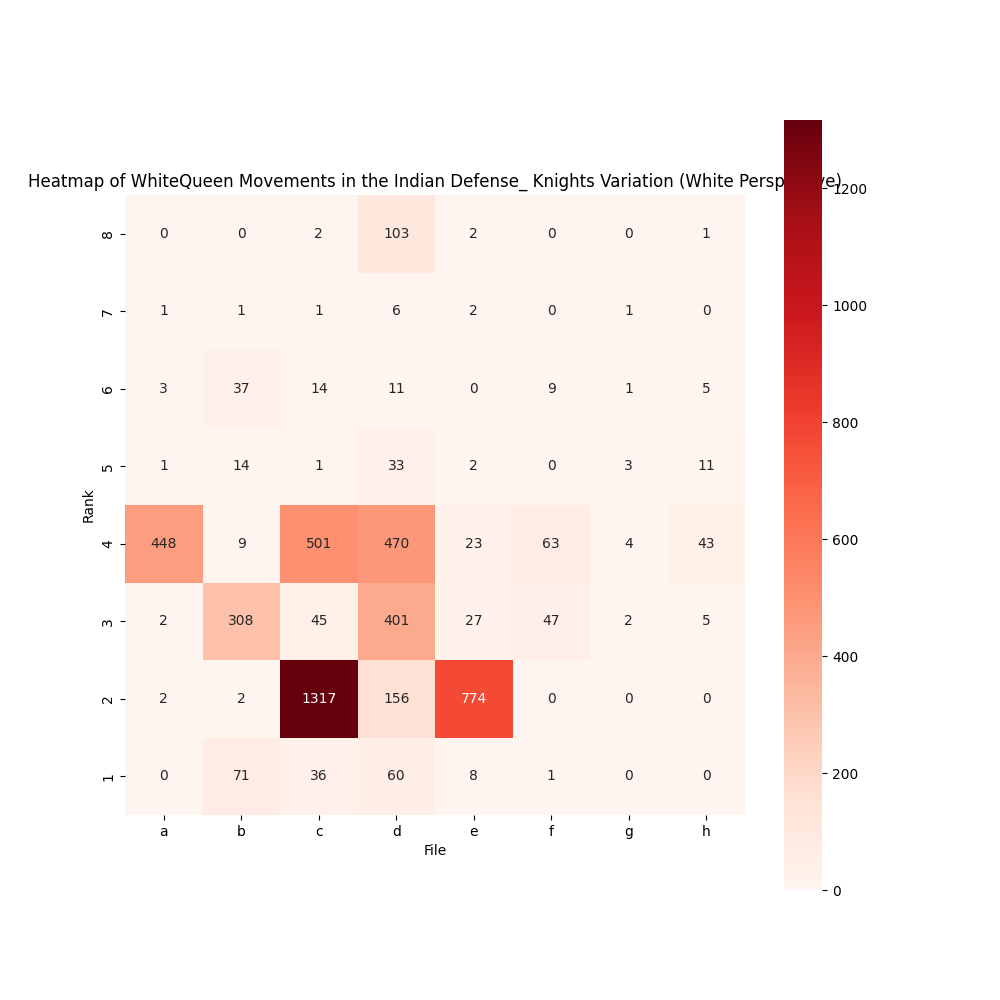 Heatmap of WhiteQueen Movements in the Indian Defense_ Knights Variation (White Perspective)
8 0 0 2 103 2 0 0 1
7 1 1 1 6 2 0 1 0
6 3 37 14 11 0 9 1 5
5 1 14 1 33 2 0 3 11
4 448 9 501 470 23 63 4 43
3 2 308 45 401 27 47 2 5
2 2 2 1317 156 774 0 0 0
1 0 71 36 60 8 1 0 0
a b c d e f g h
File
Rank
1200
1000
800
600
400
200
0